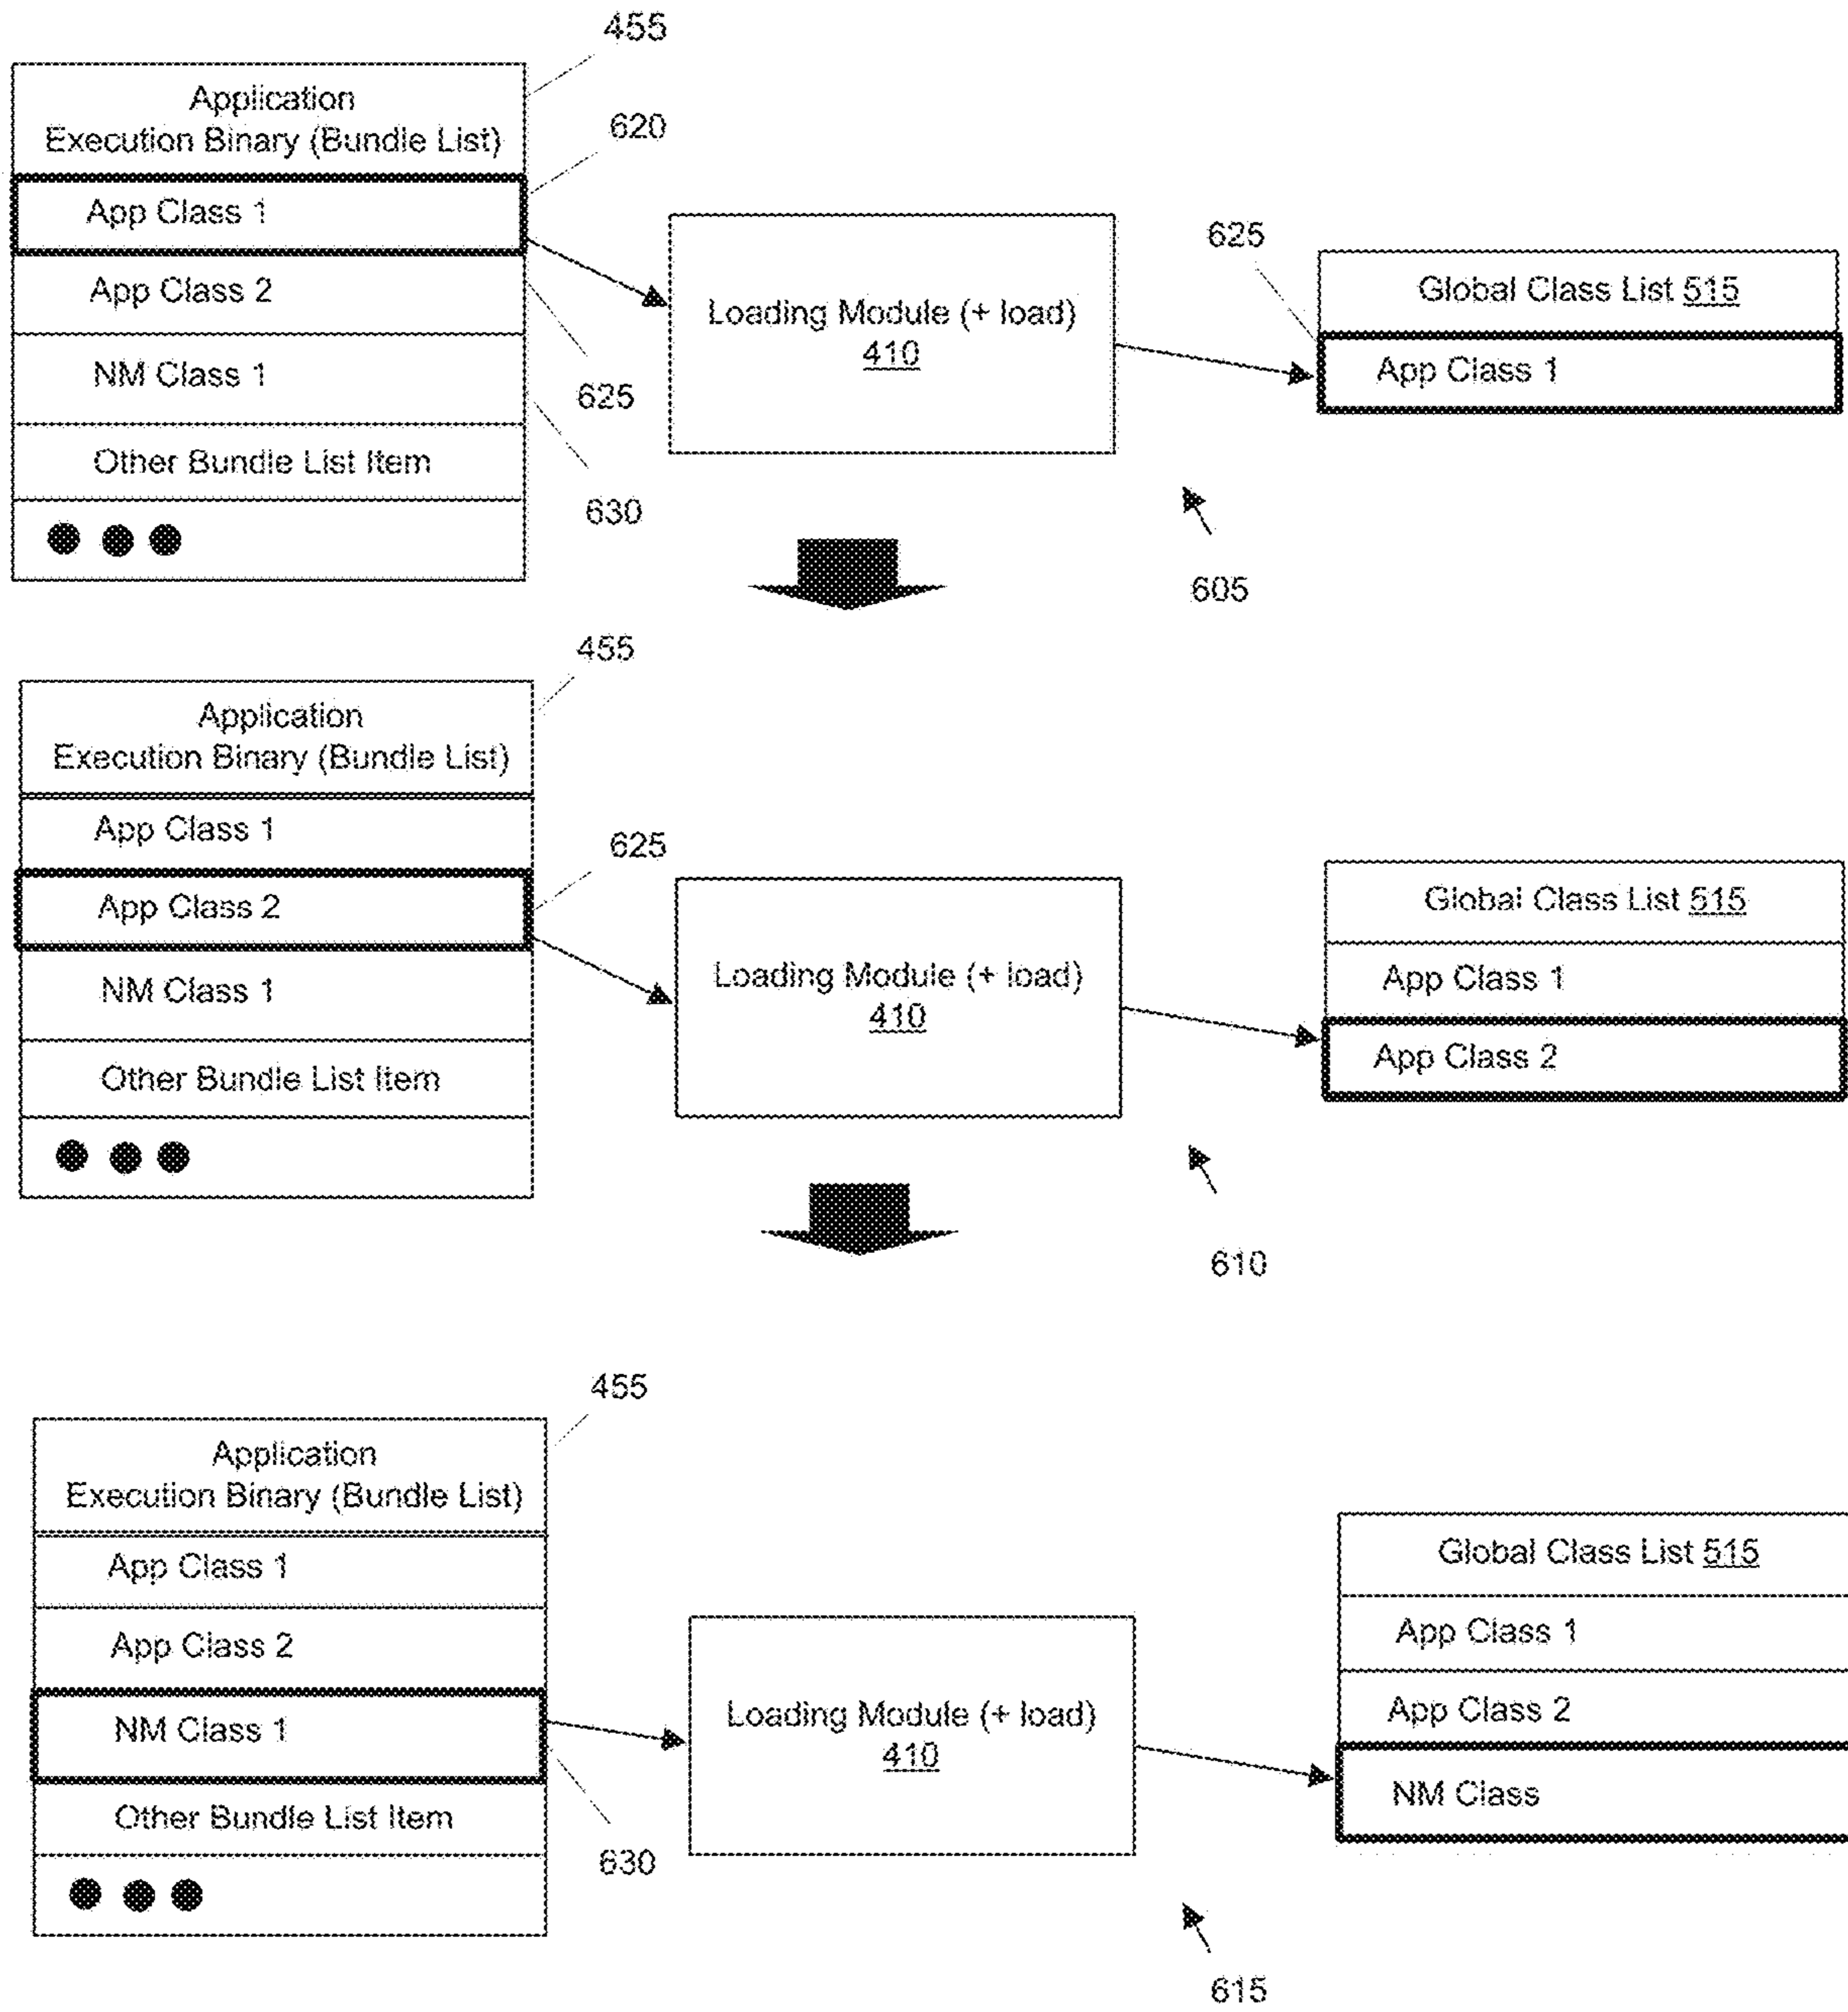 455
Application
Execution Binary (Bundle List)
620
App Class 1
625
Global Class List 515
App Class 2
Loading Module (+ load)
410
App Class 1
NM Class 1
625
Other Bundle List Item
630
605
455
Application
Execution Binary (Bundle List)
App Class 1
625
Global Class List 515
App Class 2
Loading Module (+ load)
410
App Class 1
NM Class 1
App Class 2
Other Bundle List Item
610
455
Application
Execution Binary (Bundle List)
Global Class List 515
App Class 1
App Class 1
App Class 2
Loading Module (+ load)
410
App Class 2
NM Class 1
NM Class
Other Bundle List Item
630
615